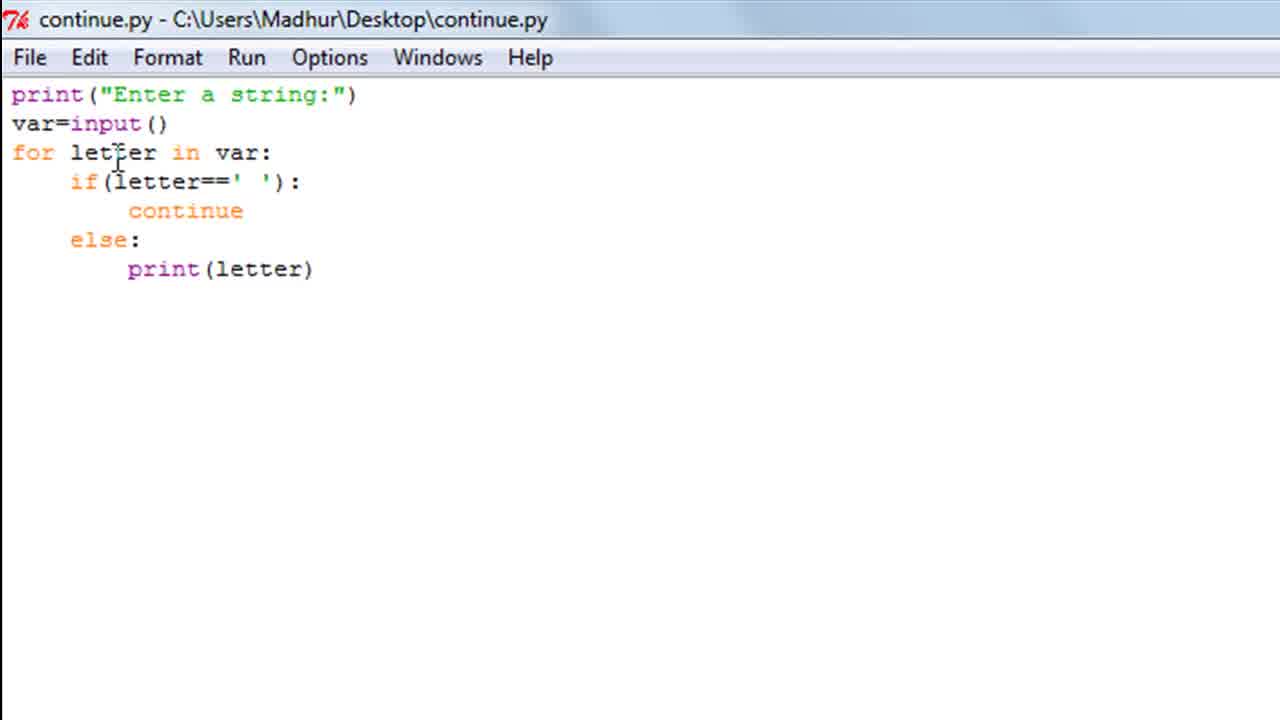 continue.py - C:\Users\Madhur\Desktop\continue.py
File Edit Format Run Options Windows Help
print("Enter a string:")
var=input()
for letter in var:
    if(letter==' '):
        continue
    else:
        print(letter)